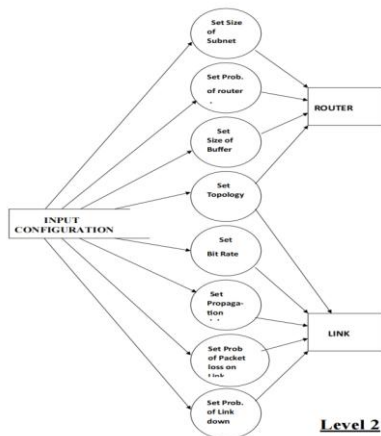 Set Size
of
Subnet
Set Prob.
of router
Set
Size of
Buffer
ROUTER
Set
Topology
INPUT
CONFIGURATION
Set
Bit Rate
Set
Propaga-
tion
LINK
Set Prob
of Packet
loss on
Set Prob.
of Link
down
Level 2